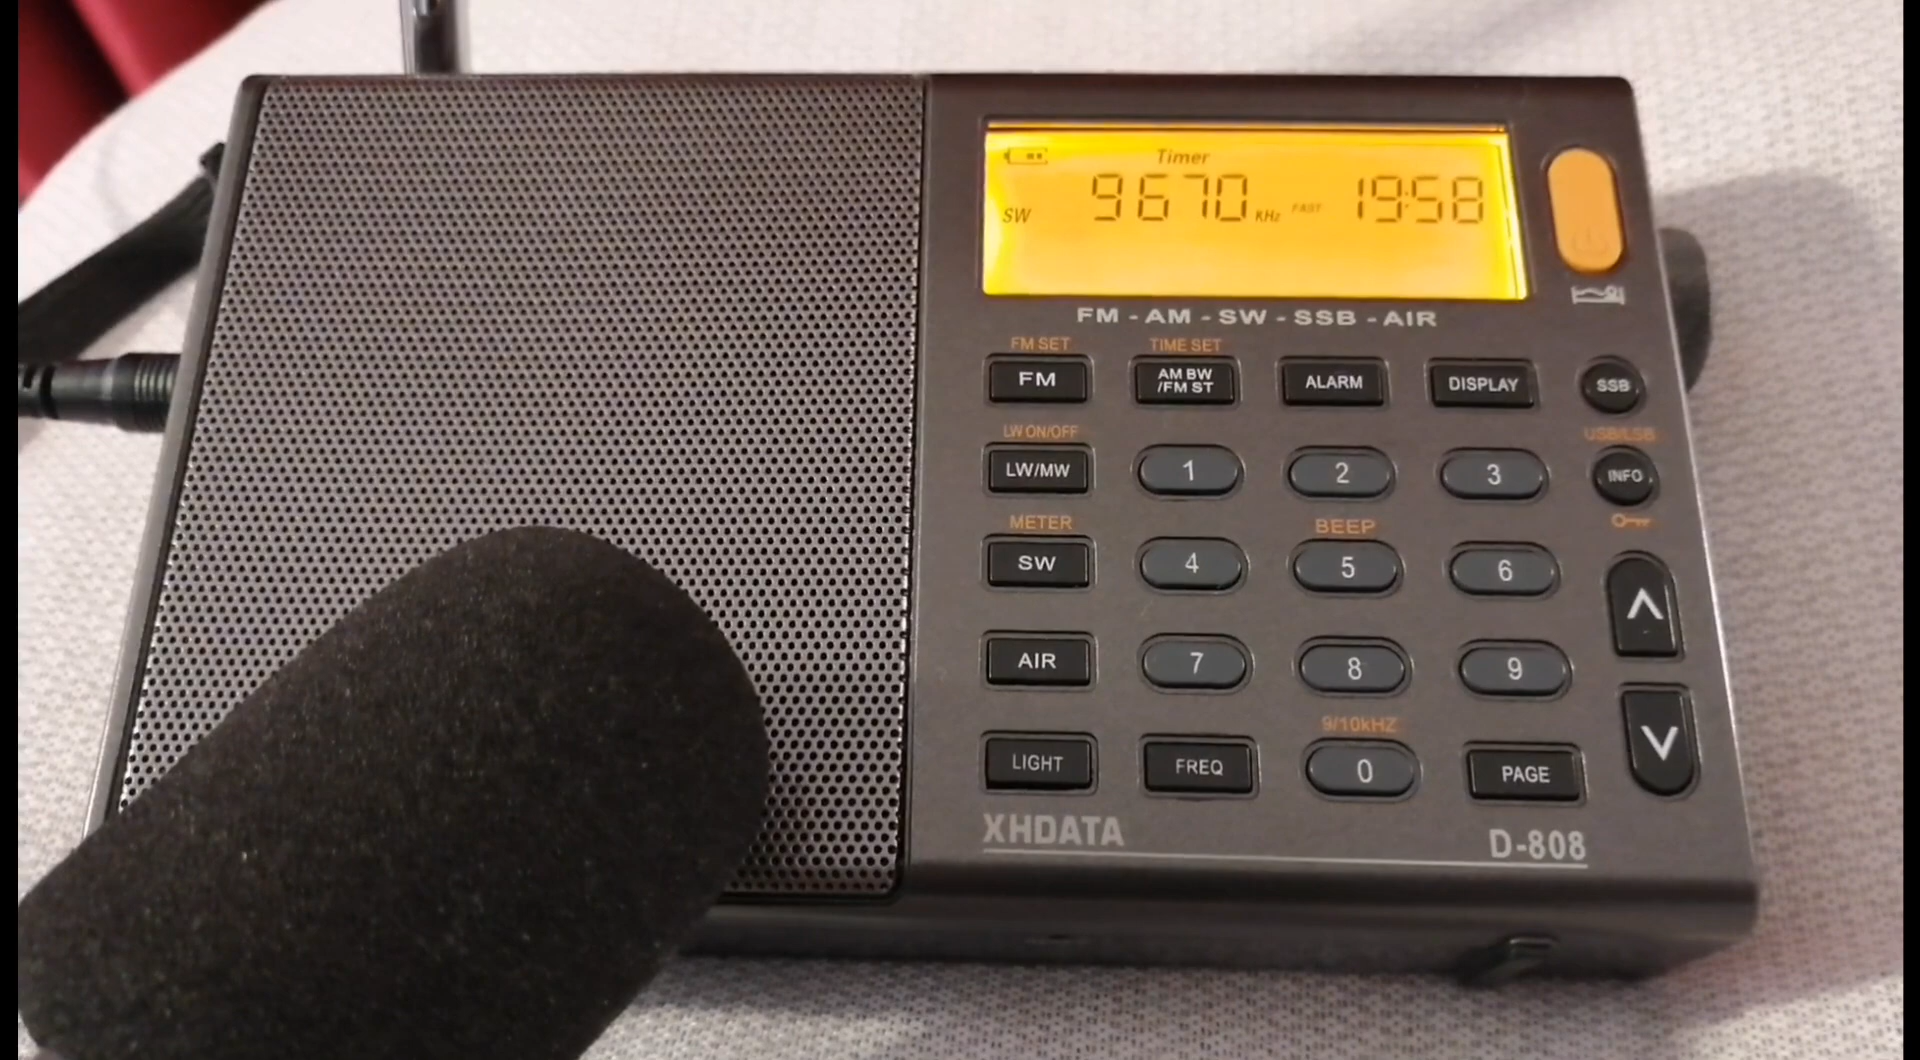 Timer
SW 9670 KHz FAST 19:58
FM - AM - SW - SSB - AIR
FM SET TIME SET
FM AM BW /FM ST ALARM DISPLAY SSB
LW ON/OFF USB/LSB
LW/MW 1 2 3 INFO
METER BEEP
SW 4 5 6
AIR 7 8 9
9/10kHZ
LIGHT FREQ 0 PAGE
XHDATA D-808